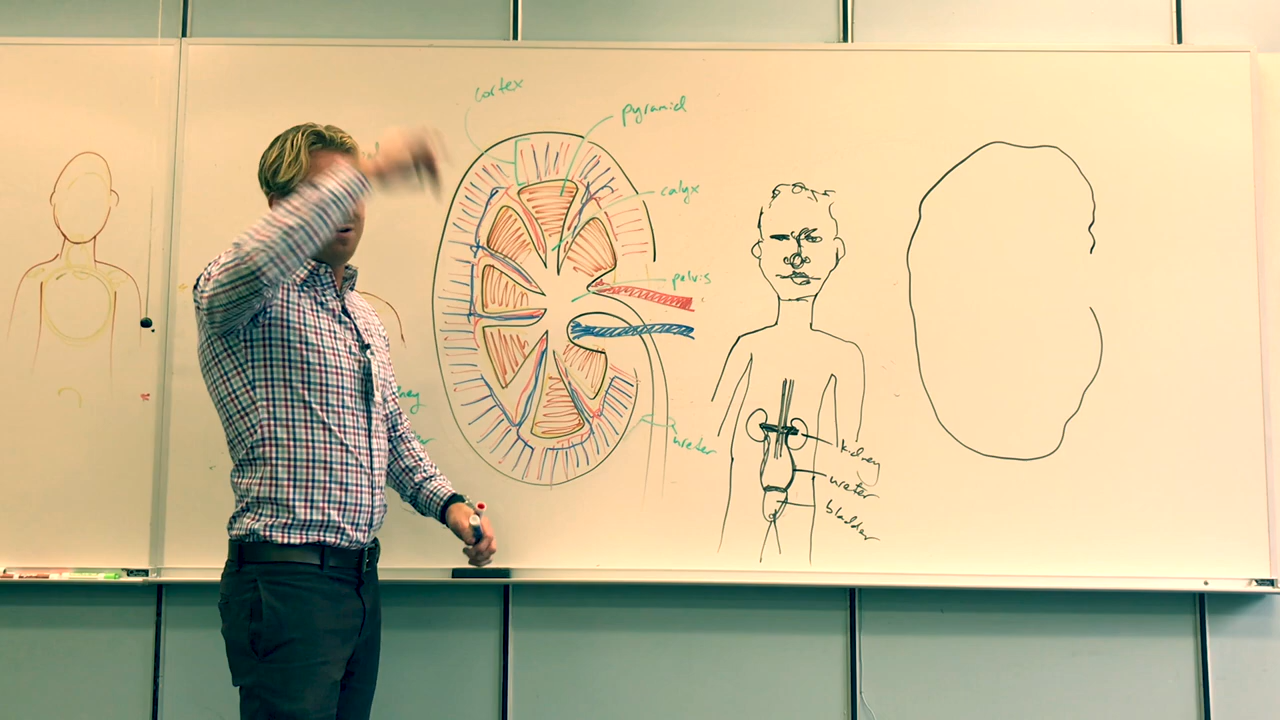 cortex
pyramid
calyx
pelvis
ureter
kidney
ureter
bladder